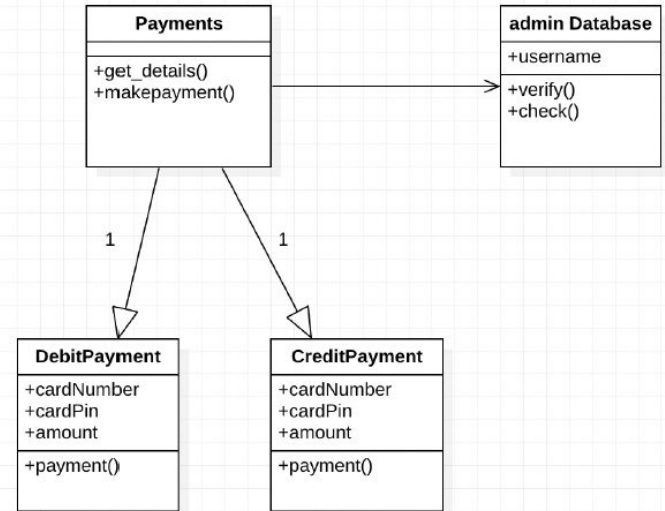 Payments
+get_details()
+makepayment()
admin Database
+username
+verify()
+check()
1
1
DebitPayment
+cardNumber
+cardPin
+amount
+payment()
CreditPayment
+cardNumber
+cardPin
+amount
+payment()